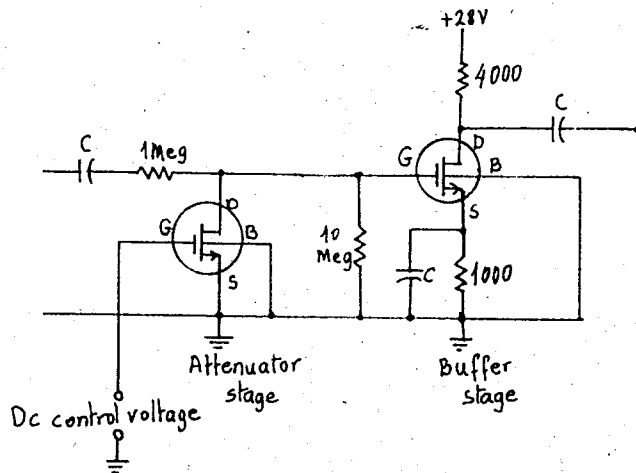 +28V
4000
C
D
G
B
S
C
1Meg
D
G
B
S
10
Meg
C
1000
Attenuator
stage
Buffer
stage
Dc control voltage